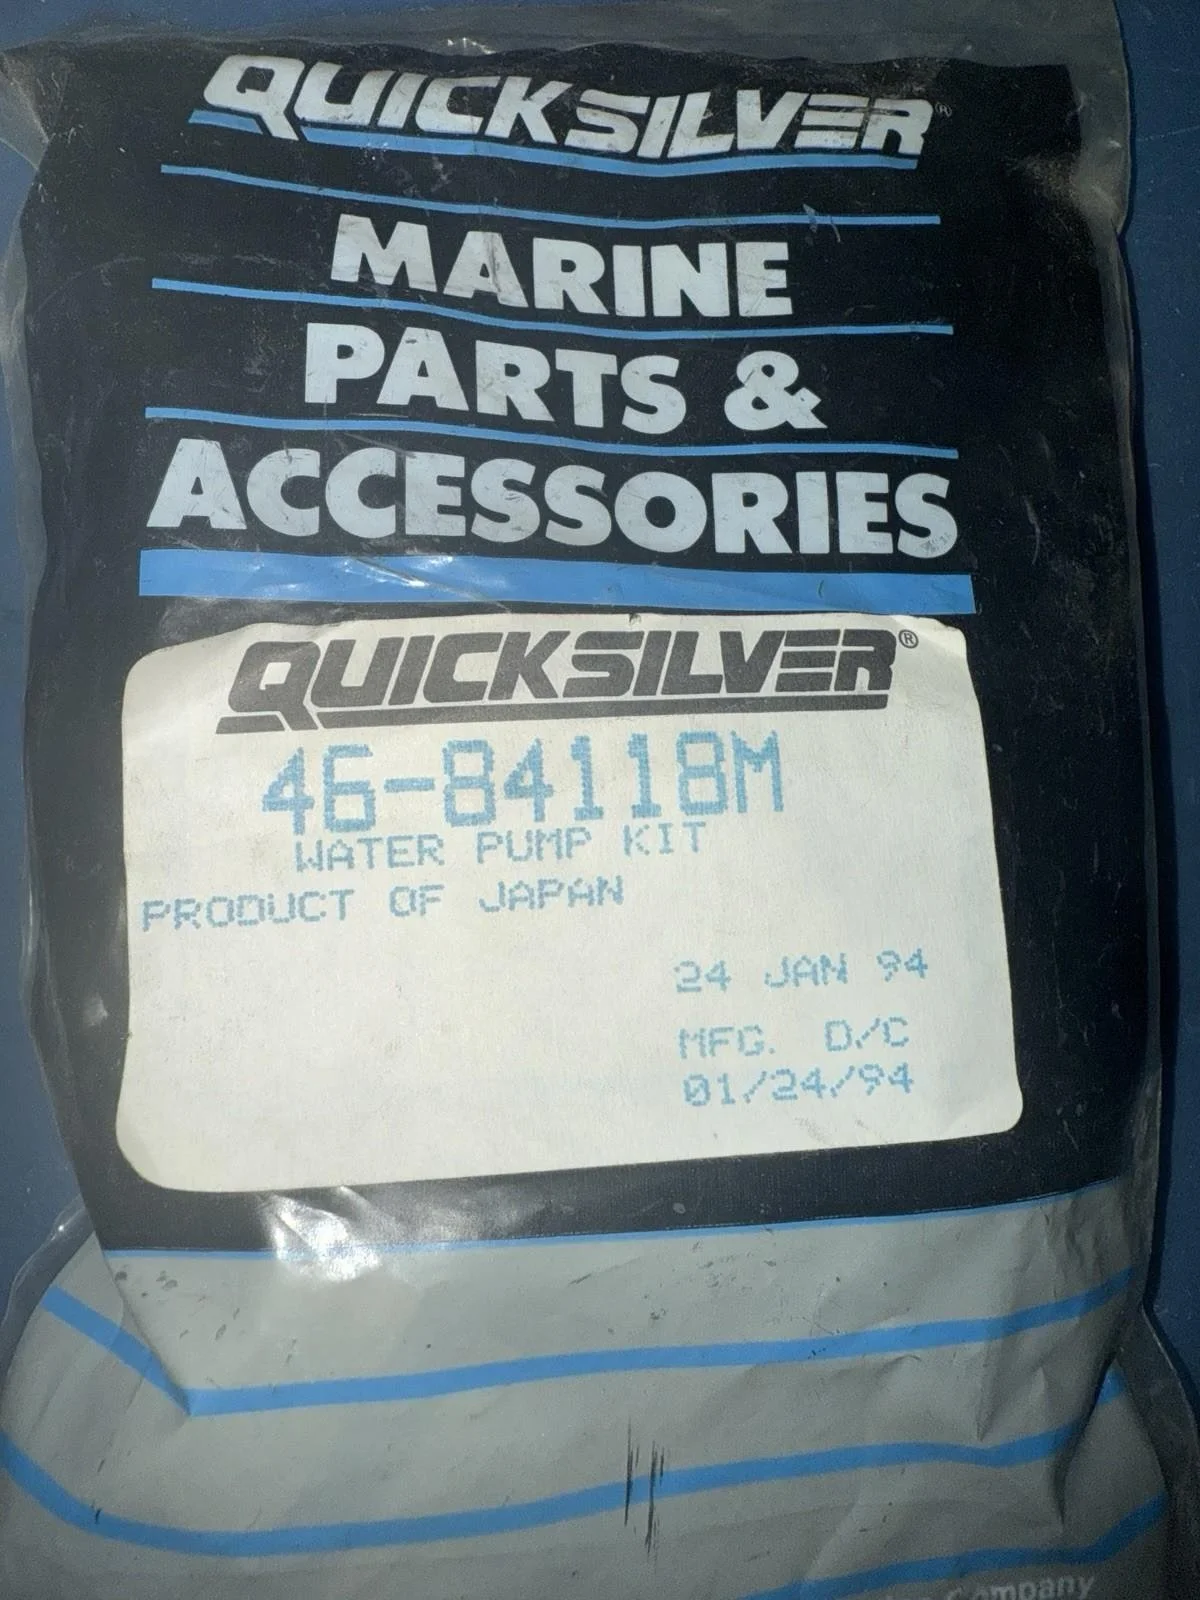 QUICKSILVER®
MARINE
PARTS &
ACCESSORIES
QUICKSILVER®
46-84118M
WATER PUMP KIT
PRODUCT OF JAPAN
24 JAN 94
MFG. D/C
01/24/94
Company